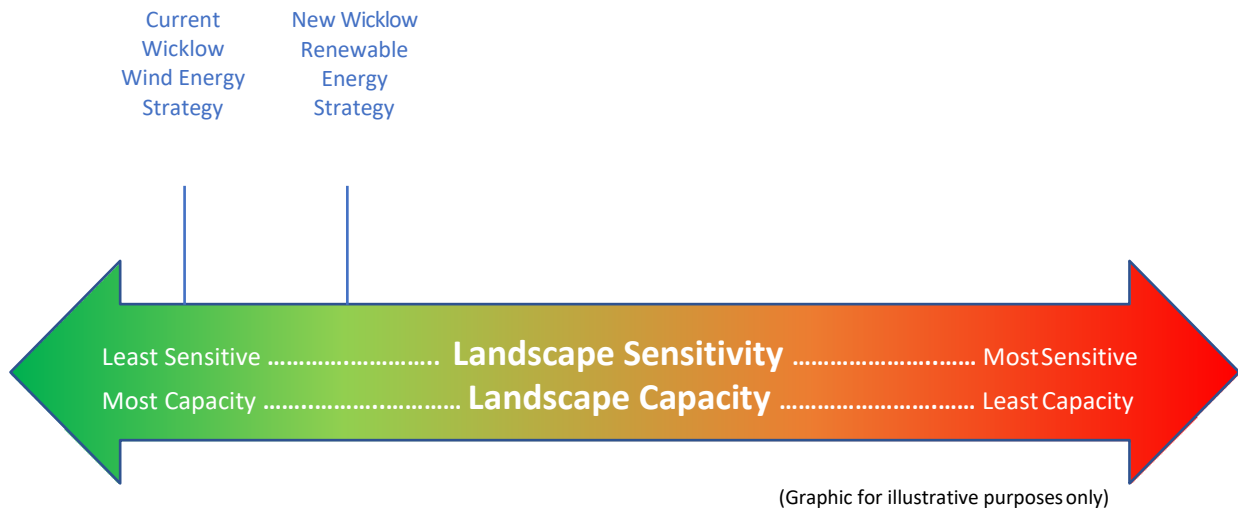 Current
Wicklow
Wind Energy
Strategy
New Wicklow
Renewable
Energy
Strategy
Least Sensitive ........................ Landscape Sensitivity ........................ Most Sensitive
Most Capacity ........................ Landscape Capacity ........................ Least Capacity
(Graphic for illustrative purposes only)